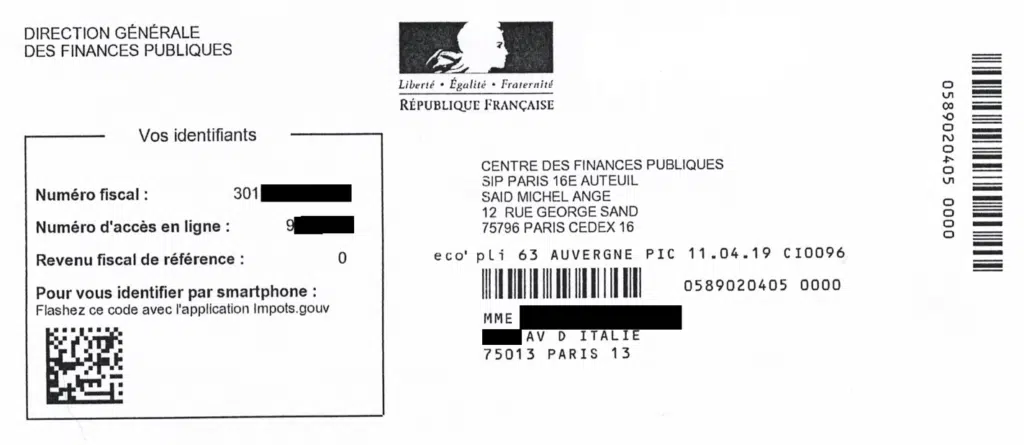 DIRECTION GÉNÉRALE
DES FINANCES PUBLIQUES
Liberté • Égalité • Fraternité
RÉPUBLIQUE FRANÇAISE
Vos identifiants
Numéro fiscal : 301
Numéro d'accès en ligne : 9
Revenu fiscal de référence : 0
Pour vous identifier par smartphone :
Flashez ce code avec l'application Impots.gouv
CENTRE DES FINANCES PUBLIQUES
SIP PARIS 16E AUTEUIL
SAID MICHEL ANGE
12 RUE GEORGE SAND
75796 PARIS CEDEX 16
eco' pli 63 AUVERGNE PIC 11.04.19 CI0096
0589020405 0000
MME
AV D ITALIE
75013 PARIS 13
0589020405 0000